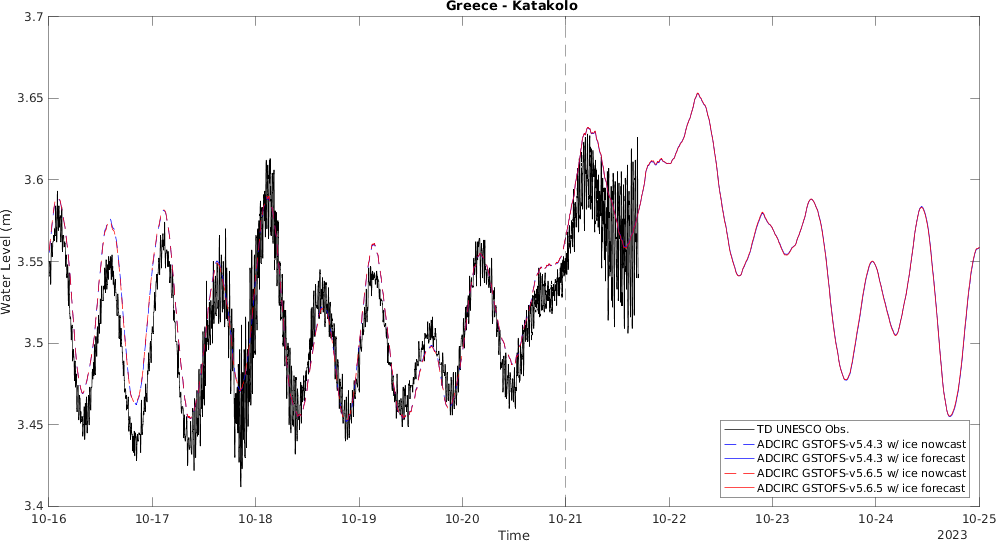 Greece - Katakolo
3.7
3.65
3.6
3.55
3.5
3.45
3.4
Water Level (m)
10-16
10-17
10-18
10-19
10-20
10-21
10-22
10-23
10-24
10-25
Time
2023
TD UNESCO Obs.
ADCIRC GSTOFS-v5.4.3 w/ ice nowcast
ADCIRC GSTOFS-v5.4.3 w/ ice forecast
ADCIRC GSTOFS-v5.6.5 w/ ice nowcast
ADCIRC GSTOFS-v5.6.5 w/ ice forecast